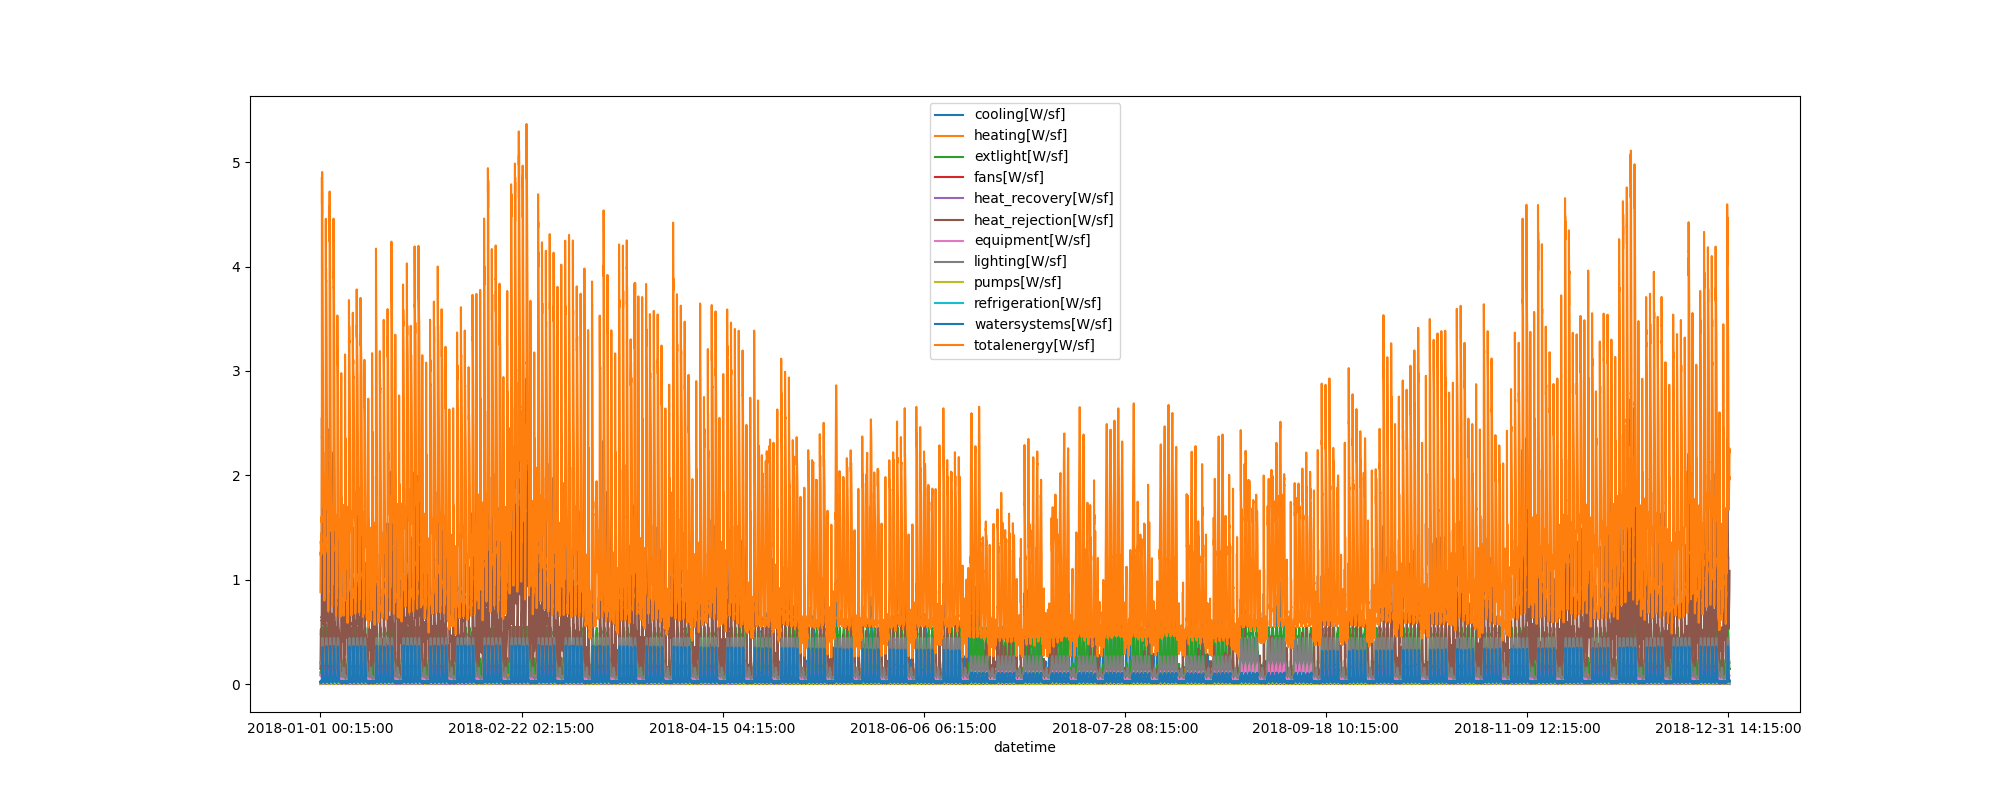 cooling[W/sf]
heating[W/sf]
extlight[W/sf]
fans[W/sf]
heat_recovery[W/sf]
heat_rejection[W/sf]
equipment[W/sf]
lighting[W/sf]
pumps[W/sf]
refrigeration[W/sf]
watersystems[W/sf]
totalenergy[W/sf]
5
4
3
2
1
0
2018-01-01 00:15:00 2018-02-22 02:15:00 2018-04-15 04:15:00 2018-06-06 06:15:00 2018-07-28 08:15:00 2018-09-18 10:15:00 2018-11-09 12:15:00 2018-12-31 14:15:00
datetime